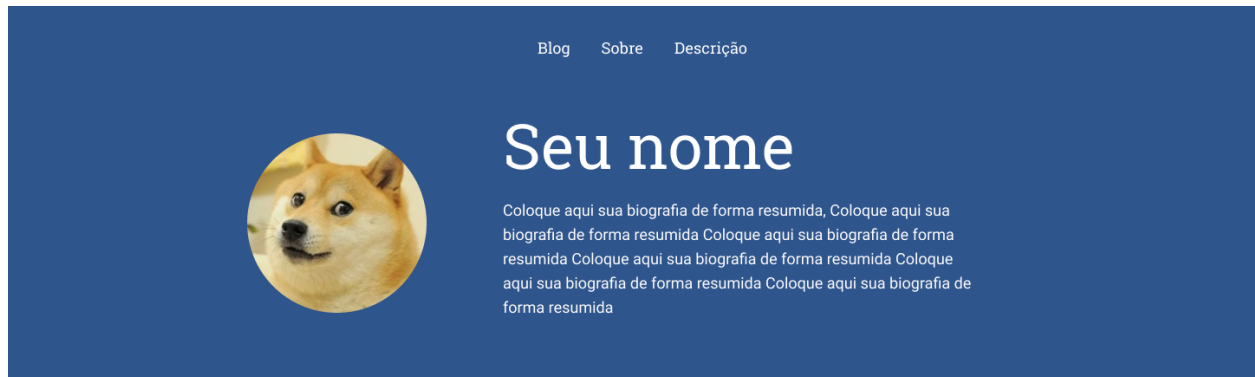 Blog Sobre Descrição
Seu nome
Coloque aqui sua biografia de forma resumida, Coloque aqui sua
biografia de forma resumida Coloque aqui sua biografia de forma
resumida Coloque aqui sua biografia de forma resumida Coloque
aqui sua biografia de forma resumida Coloque aqui sua biografia de
forma resumida